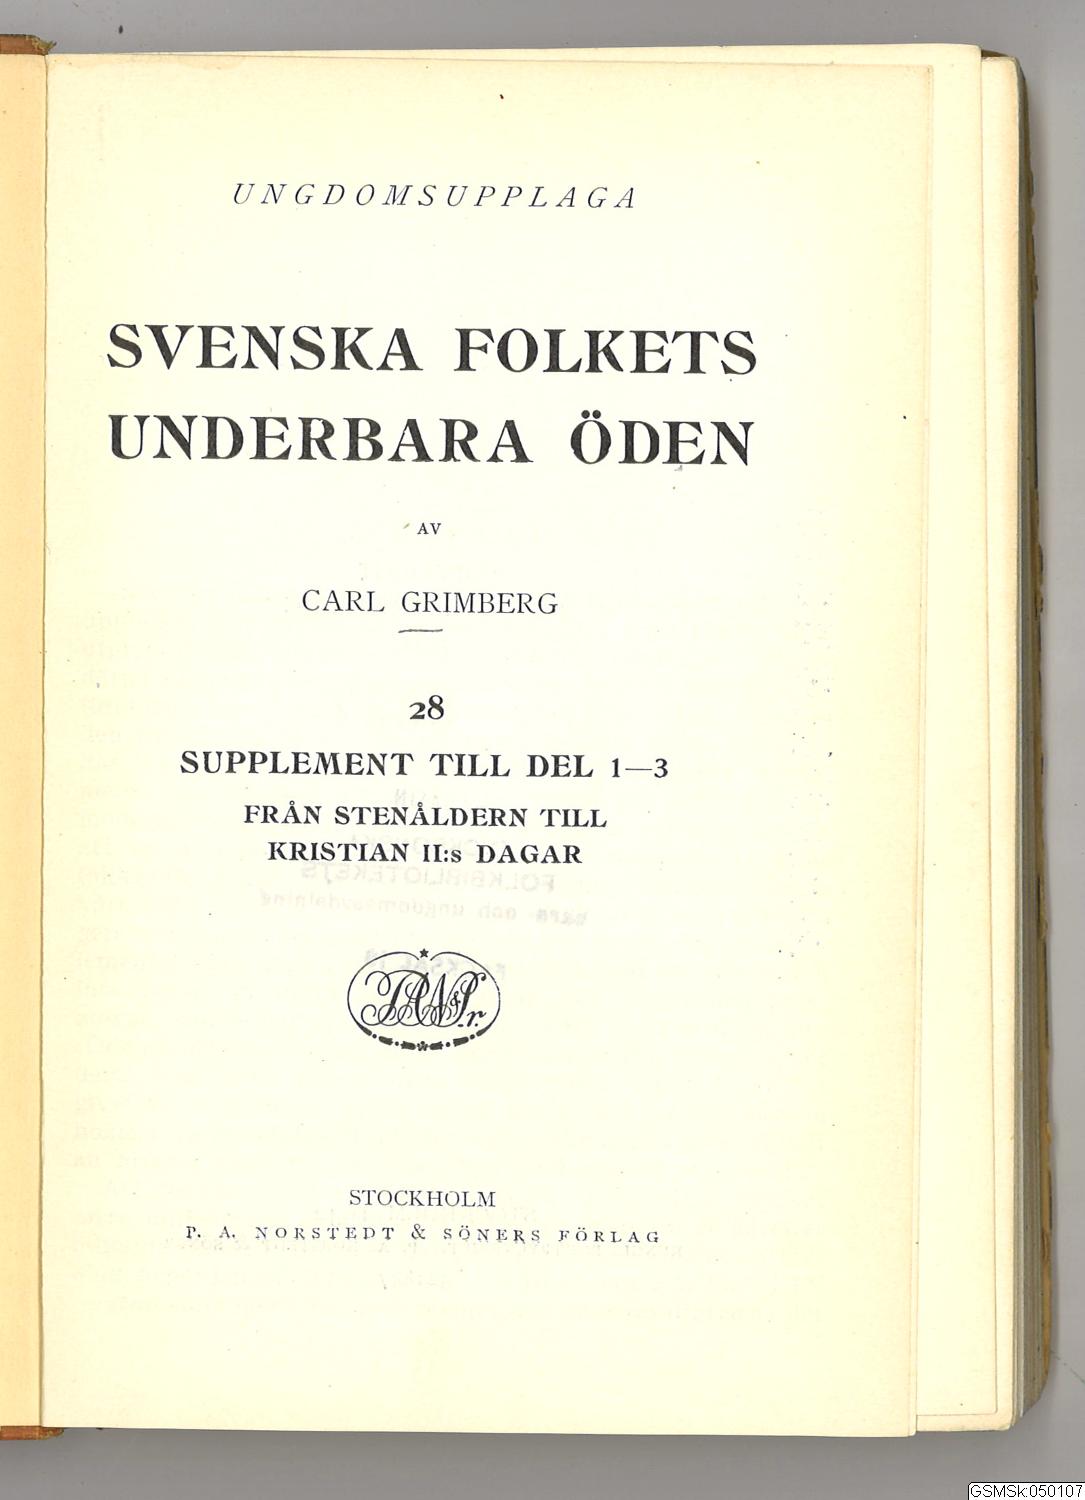 UNGDOMSUPPLAGA
SVENSKA FOLKETS
UNDERBARA ÖDEN
AV
CARL GRIMBERG
28
SUPPLEMENT TILL DEL 1—3
FRÅN STENÅLDERN TILL
KRISTIAN II:s DAGAR
STOCKHOLM
P. A. NORSTEDT & SÖNERS FÖRLAG
GSMSk:050107